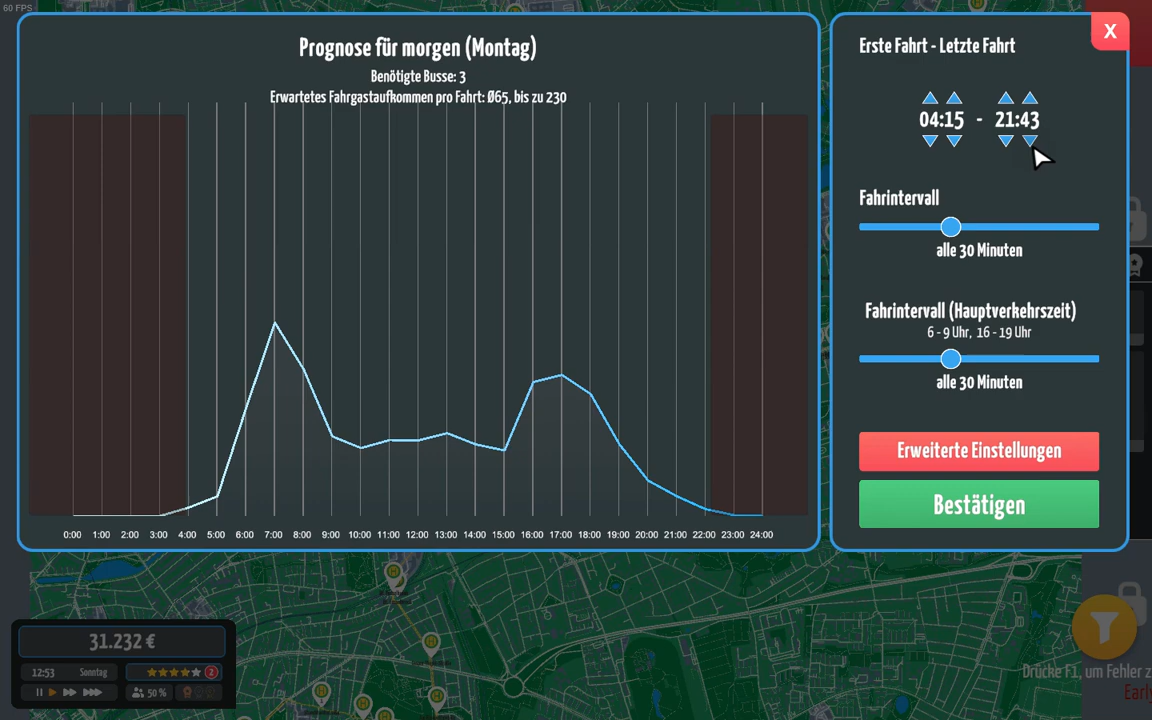 60 FPS
Prognose für morgen (Montag)
Benötigte Busse: 3
Erwartetes Fahrgastaufkommen pro Fahrt: Ø65, bis zu 230
0:00 1:00 2:00 3:00 4:00 5:00 6:00 7:00 8:00 9:00 10:00 11:00 12:00 13:00 14:00 15:00 16:00 17:00 18:00 19:00 20:00 21:00 22:00 23:00 24:00
Erste Fahrt - Letzte Fahrt
X
04:15 - 21:43
Fahrintervall
alle 30 Minuten
Fahrintervall (Hauptverkehrszeit)
6 - 9 Uhr, 16 - 19 Uhr
alle 30 Minuten
Erweiterte Einstellungen
Bestätigen
31.232 €
12:53 Sonntag
2
50 %
Drücke F1, um Fehler z
Early